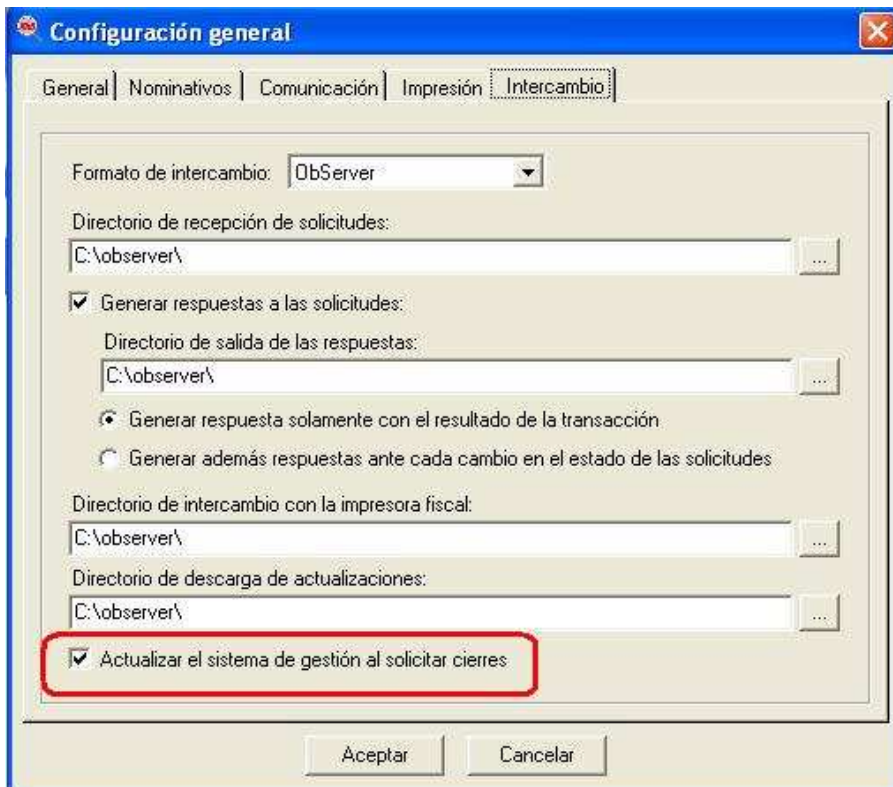 Configuración general
General Nominativos Comunicación Impresión Intercambio
Formato de intercambio: ObServer
Directorio de recepción de solicitudes:
C:\observer\ ...
Generar respuestas a las solicitudes:
Directorio de salida de las respuestas:
C:\observer\ ...
Generar respuesta solamente con el resultado de la transacción
Generar además respuestas ante cada cambio en el estado de las solicitudes
Directorio de intercambio con la impresora fiscal:
C:\observer\ ...
Directorio de descarga de actualizaciones:
C:\observer\ ...
Actualizar el sistema de gestión al solicitar cierres
Aceptar Cancelar